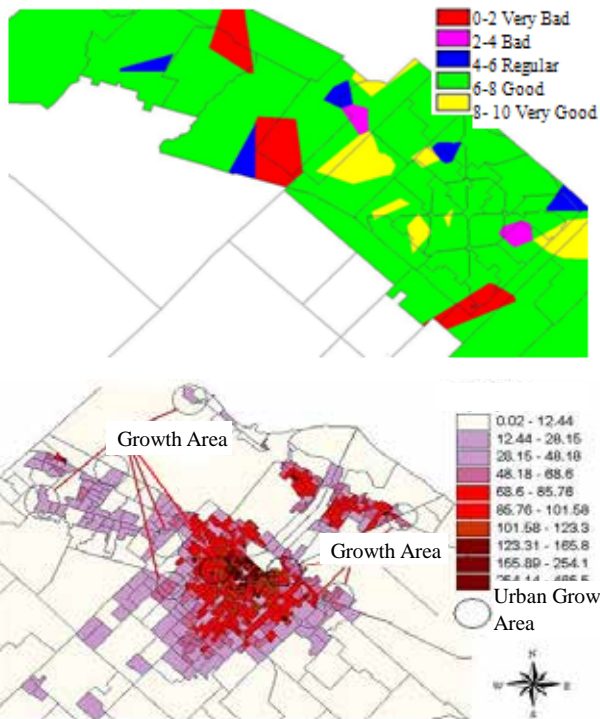 0-2 Very Bad
2-4 Bad
4-6 Regular
6-8 Good
8- 10 Very Good
Growth Area
Growth Area
0.02 - 12.44
12.44 - 28.15
28.15 - 48.18
48.18 - 68.6
68.6 - 85.76
85.76 - 101.58
101.58 - 123.3
123.31 - 165.8
165.89 - 254.1
254.14 -
Urban Grow
Area
N
W
E